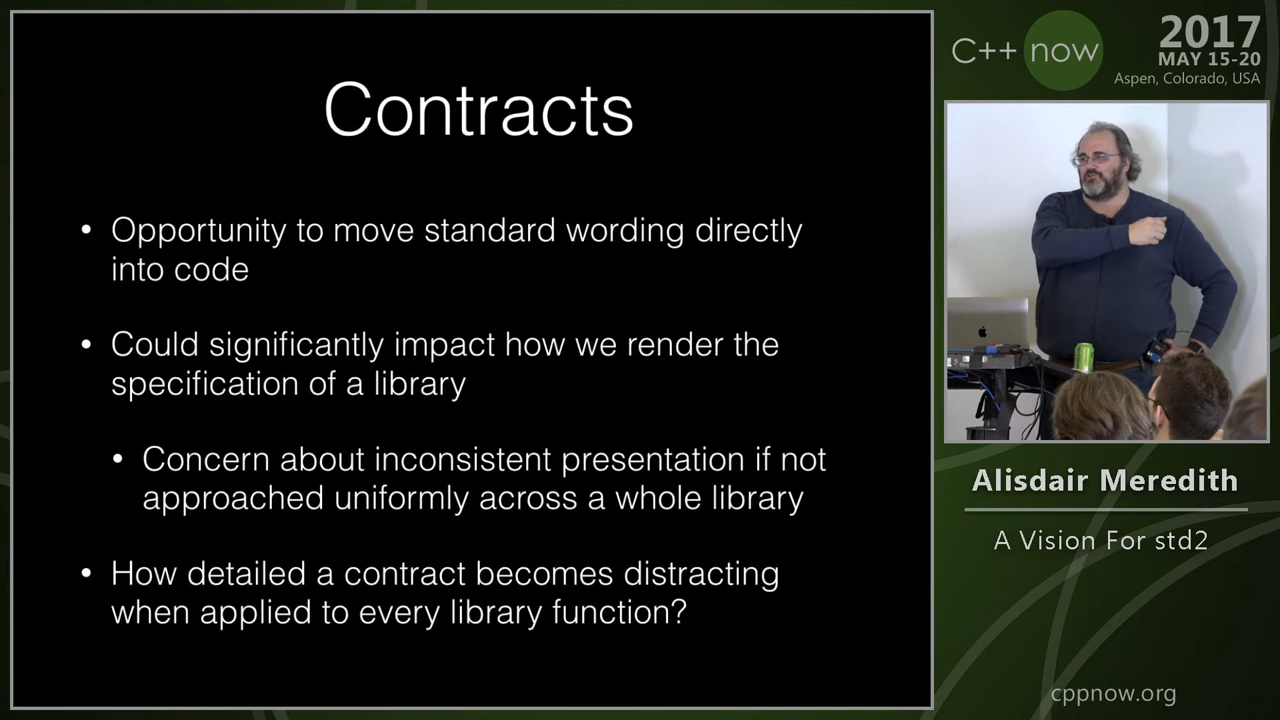 Contracts
• Opportunity to move standard wording directly
into code
• Could significantly impact how we render the
specification of a library
• Concern about inconsistent presentation if not
approached uniformly across a whole library
• How detailed a contract becomes distracting
when applied to every library function?
C++ now
2017
MAY 15-20
Aspen, Colorado, USA
Alisdair Meredith
A Vision For std2
cppnow.org